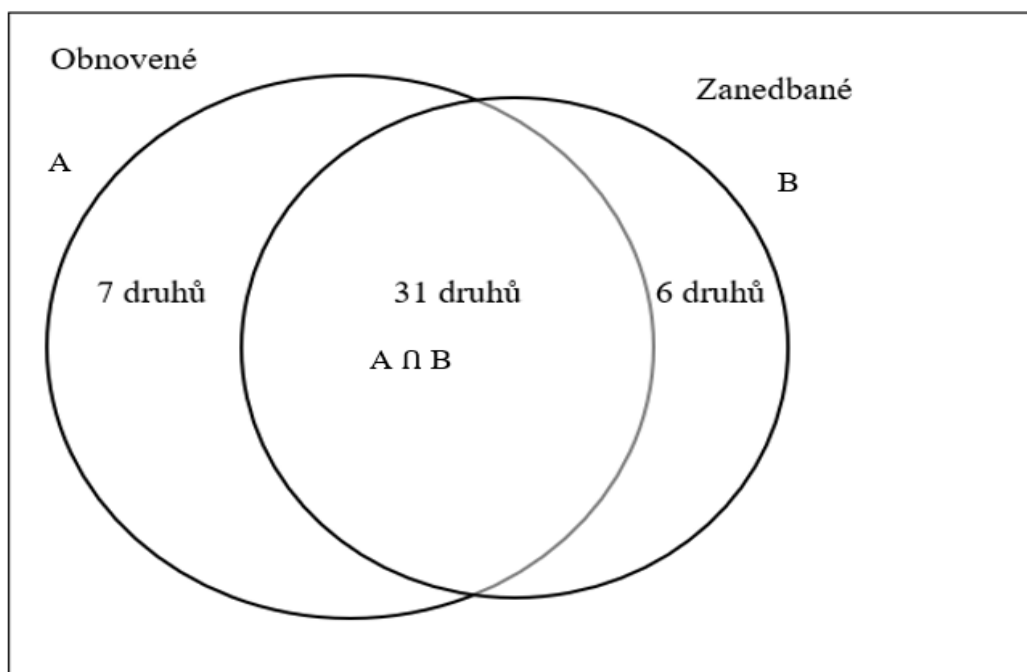 Obnovené
Zanedbané
A
B
7 druhů
31 druhů
6 druhů
A ∩ B